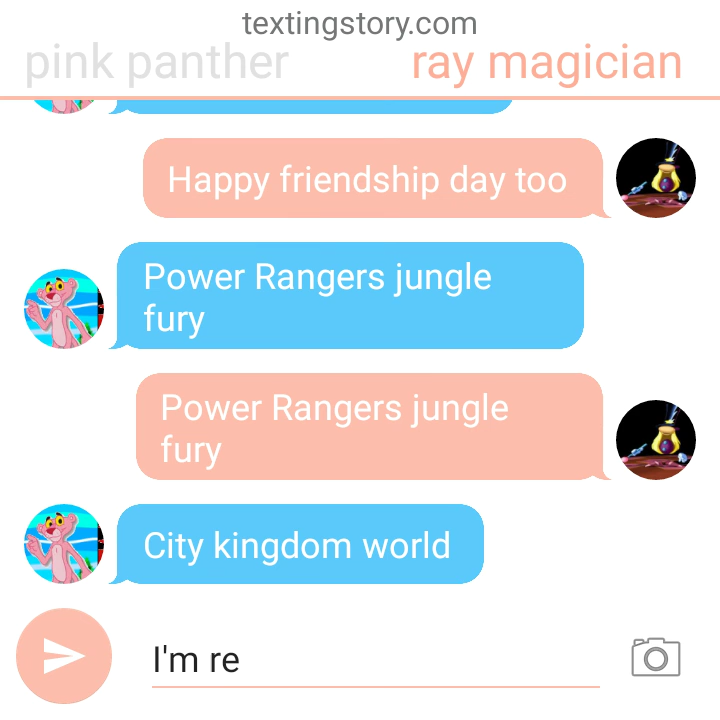 textingstory.com
pink panther
ray magician
Happy friendship day too
Power Rangers jungle
fury
Power Rangers jungle
fury
City kingdom world
I'm re